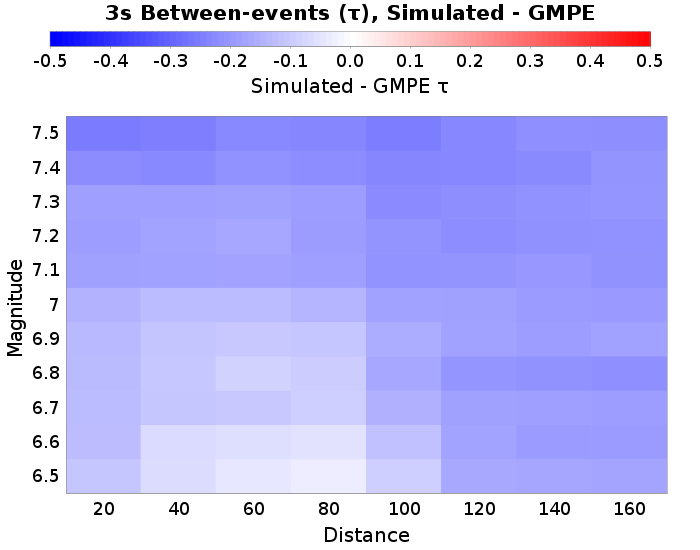 3s Between-events (τ), Simulated - GMPE
-0.5 -0.4 -0.3 -0.2 -0.1 0.0 0.1 0.2 0.3 0.4 0.5
Simulated - GMPE τ
7.5
7.4
7.3
7.2
7.1
7
6.9
6.8
6.7
6.6
6.5
Magnitude
20 40 60 80 100 120 140 160
Distance